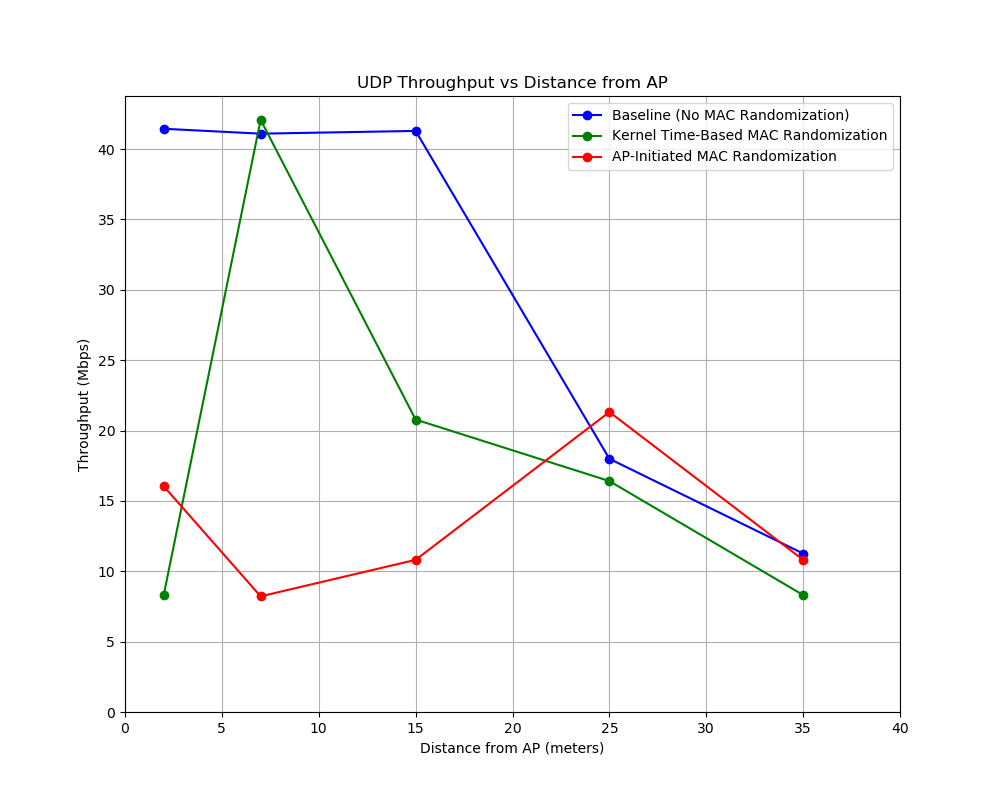 UDP Throughput vs Distance from AP
Baseline (No MAC Randomization)
Kernel Time-Based MAC Randomization
AP-Initiated MAC Randomization
Throughput (Mbps)
40
35
30
25
20
15
10
5
0
0 5 10 15 20 25 30 35 40
Distance from AP (meters)